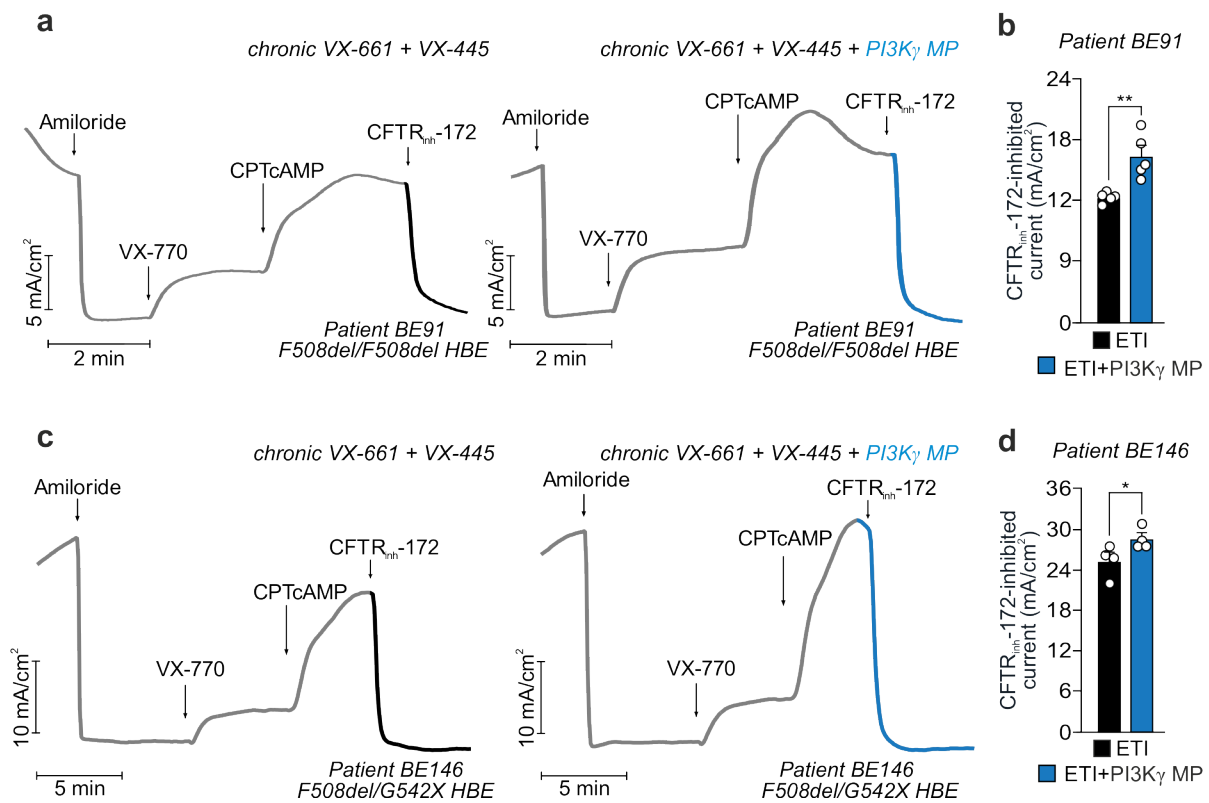 a
chronic VX-661 + VX-445
Amiloride
VX-770
CPTcAMP
CFTRinh-172
5 mA/cm2
2 min
Patient BE91
F508del/F508del HBE
chronic VX-661 + VX-445 + PI3Kγ MP
Amiloride
VX-770
CPTcAMP
CFTRinh-172
5 mA/cm2
2 min
Patient BE91
F508del/F508del HBE
b
Patient BE91
CFTRinh-172-inhibited
current (mA/cm2)
24
18
12
9
0
**
ETI
ETI+PI3Kγ MP
c
chronic VX-661 + VX-445
Amiloride
VX-770
CPTcAMP
CFTRinh-172
10 mA/cm2
5 min
Patient BE146
F508del/G542X HBE
chronic VX-661 + VX-445 + PI3Kγ MP
Amiloride
VX-770
CPTcAMP
CFTRinh-172
10 mA/cm2
5 min
Patient BE146
F508del/G542X HBE
d
Patient BE146
CFTRinh-172-inhibited
current (mA/cm2)
36
30
24
18
12
6
0
*
ETI
ETI+PI3Kγ MP